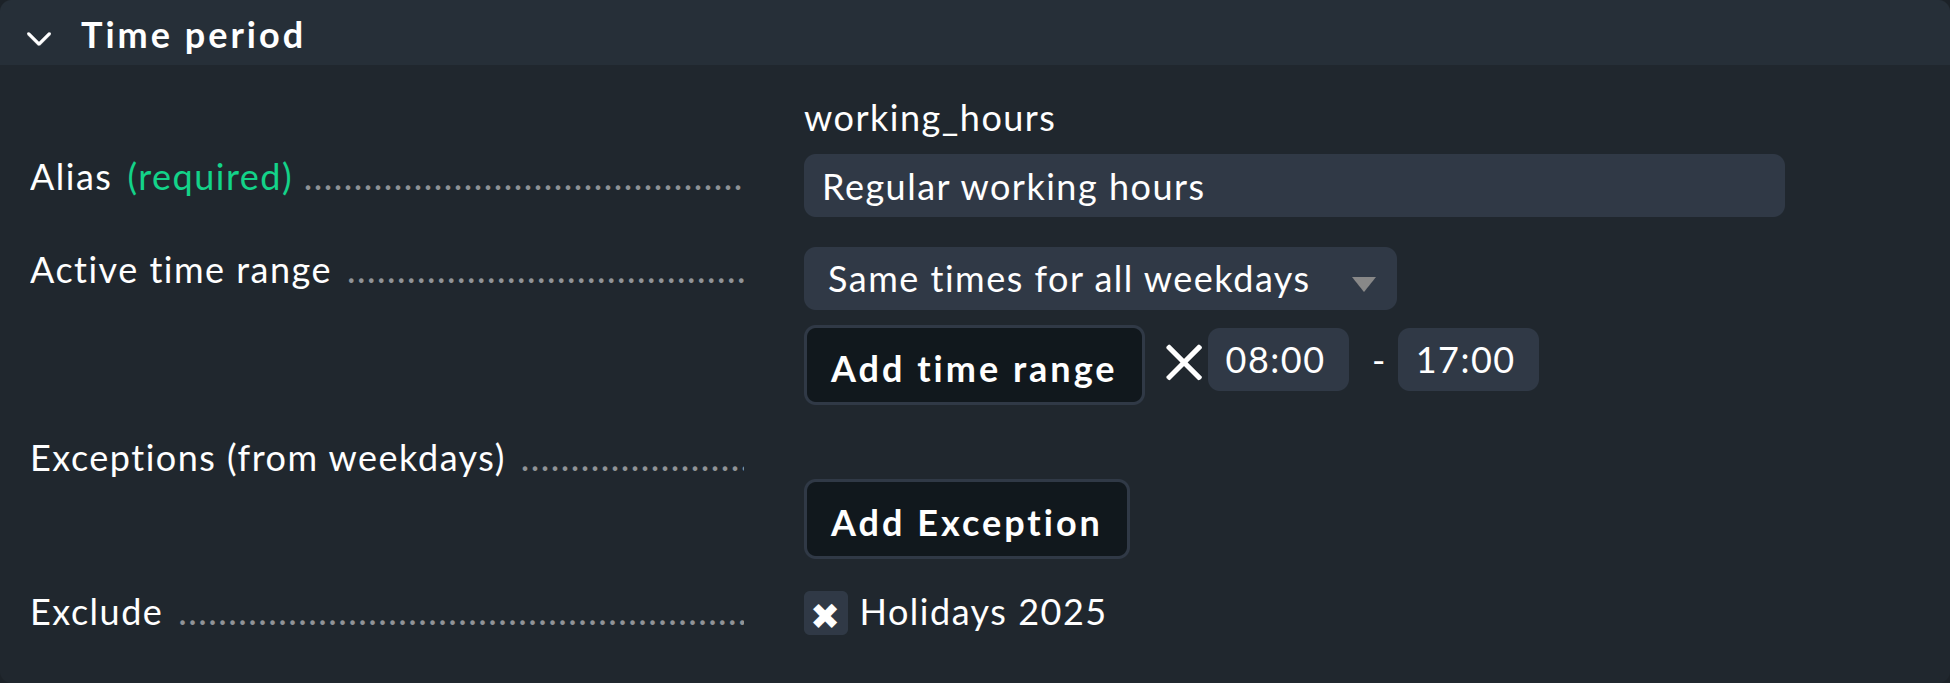 Time period
working_hours
Alias (required)
Regular working hours
Active time range
Same times for all weekdays
Add time range
08:00 - 17:00
Exceptions (from weekdays)
Add Exception
Exclude
Holidays 2025